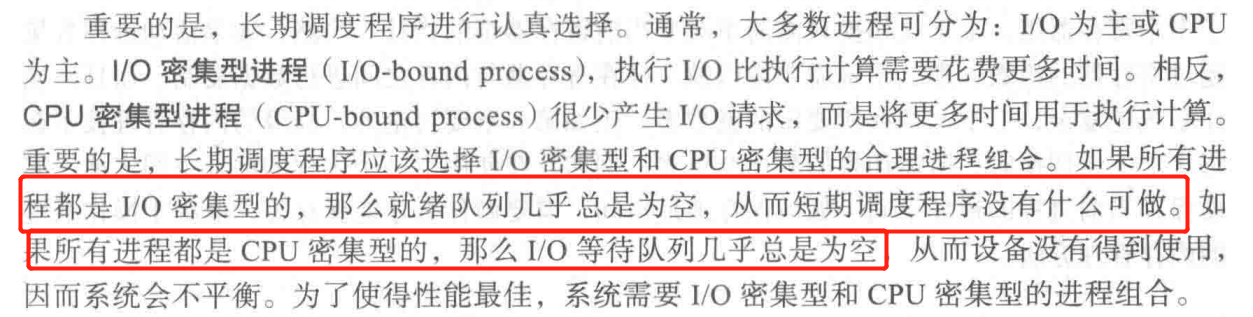 重要的是，长期调度程序进行认真选择。通常，大多数进程可分为：I/O 为主或 CPU
为主。I/O 密集型进程（I/O-bound process），执行 I/O 比执行计算需要花费更多时间。相反，
CPU 密集型进程（CPU-bound process）很少产生 I/O 请求，而是将更多时间用于执行计算。
重要的是，长期调度程序应该选择 I/O 密集型和 CPU 密集型的合理进程组合。如果所有进
程都是 I/O 密集型的，那么就绪队列几乎总是为空，从而短期调度程序没有什么可做。如
果所有进程都是 CPU 密集型的，那么 I/O 等待队列几乎总是为空，从而设备没有得到使用，
因而系统会不平衡。为了使得性能最佳，系统需要 I/O 密集型和 CPU 密集型的进程组合。